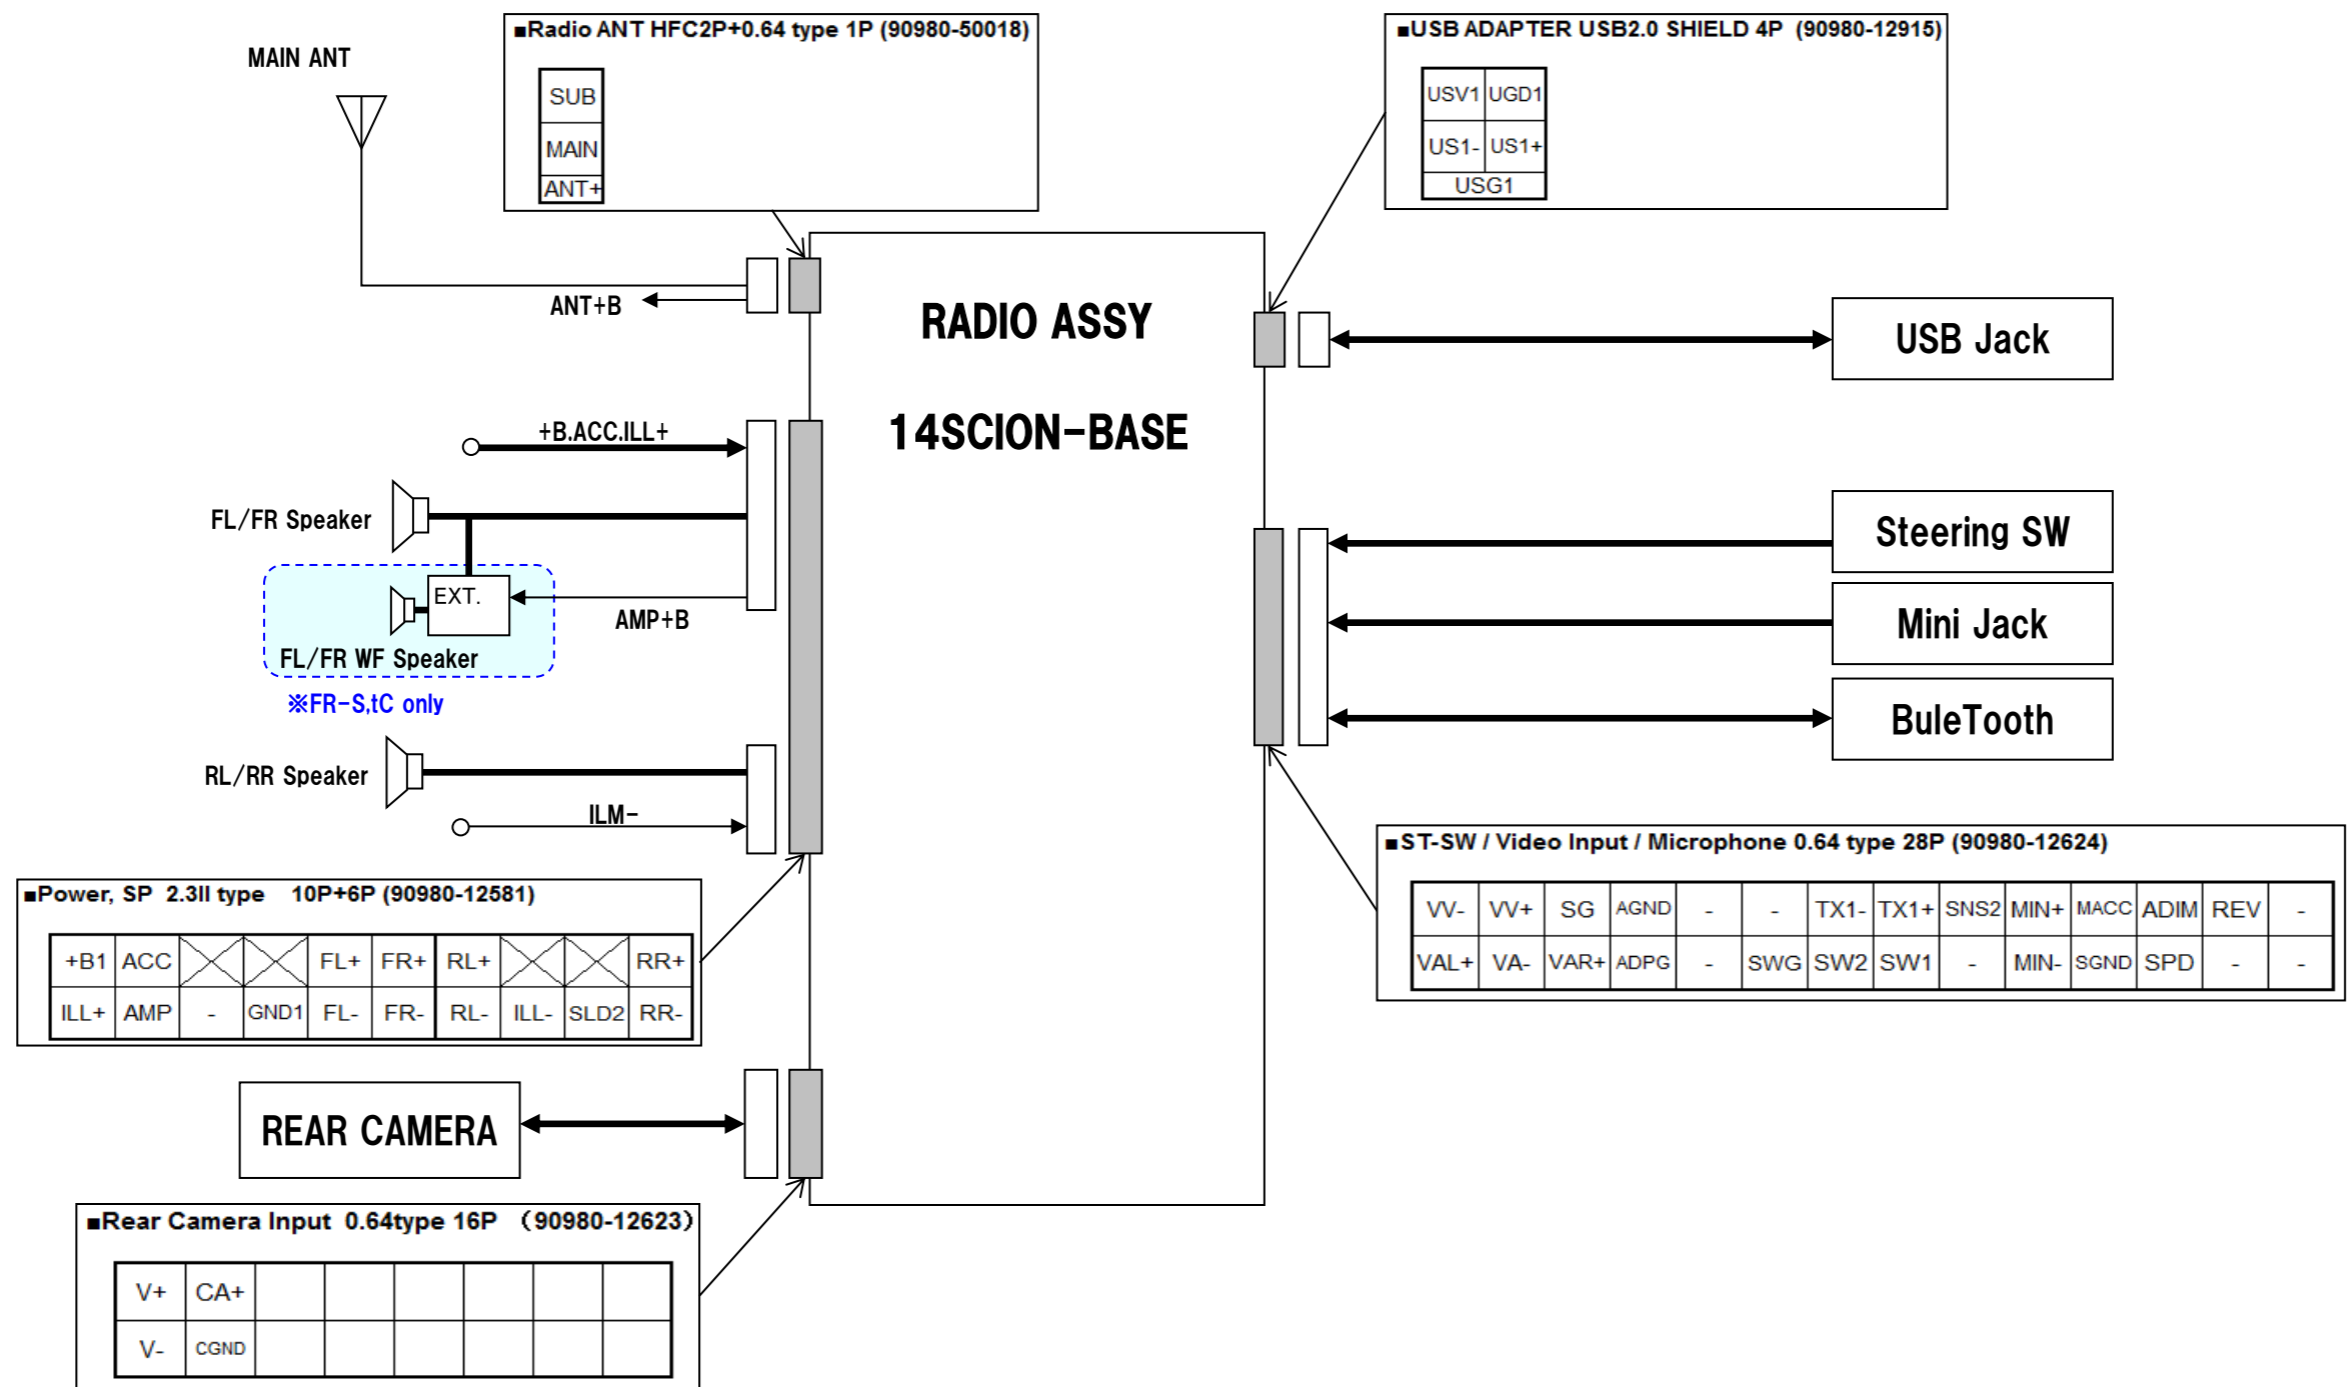 ■Radio ANT HFC2P+0.64 type 1P (90980-50018)
SUB
MAIN
ANT+
■USB ADAPTER USB2.0 SHIELD 4P (90980-12915)
USV1 UGD1
US1- US1+
USG1
MAIN ANT
ANT+B
RADIO ASSY
14SCION-BASE
USB Jack
+B.ACC.ILL+
FL/FR Speaker
EXT.
AMP+B
FL/FR WF Speaker
※FR-S,tC only
RL/RR Speaker
ILM-
Steering SW
Mini Jack
BuleTooth
■Power, SP 2.3II type 10P+6P (90980-12581)
+B1 ACC FL+ FR+ RL+ RR+
ILL+ AMP - GND1 FL- FR- RL- ILL- SLD2 RR-
■ST-SW / Video Input / Microphone 0.64 type 28P (90980-12624)
VV- VV+ SG AGND - - TX1- TX1+ SNS2 MIN+ MACC ADIM REV -
VAL+ VA- VAR+ ADPG - SWG SW2 SW1 - MIN- SGND SPD - -
REAR CAMERA
■Rear Camera Input 0.64type 16P （90980-12623）
V+ CA+
V- CGND